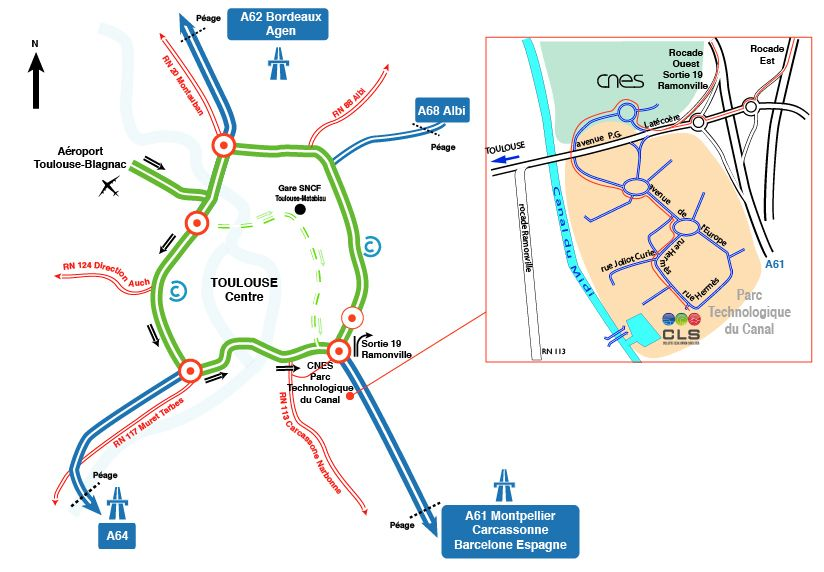 Péage
A62 Bordeaux
Agen
N
RN 20 Montauban
RN 88 Albi
A68 Albi
Péage
Aéroport
Toulouse-Blagnac
Gare SNCF
Toulouse-Matabiau
RN 124 Direction
Auch
TOULOUSE
Centre
Sortie 19
Ramonville
CNES
Parc
Technologique
du Canal
RN 117 Muret Tarbes
RN 113 Carcassonne Narbonne
Péage
A64
Péage
A61 Montpellier
Carcassonne
Barcelone Espagne
cnes
Rocade
Ouest
Sortie 19
Ramonville
Rocade
Est
TOULOUSE
avenue P.G.
Latécoère
rocade Ramonville
Canal du Midi
avenue
de
l'Europe
rue Joliot Curie
rue Her
mès
rue Hermès
A61
Parc
Technologique
du Canal
CLS
RN 113